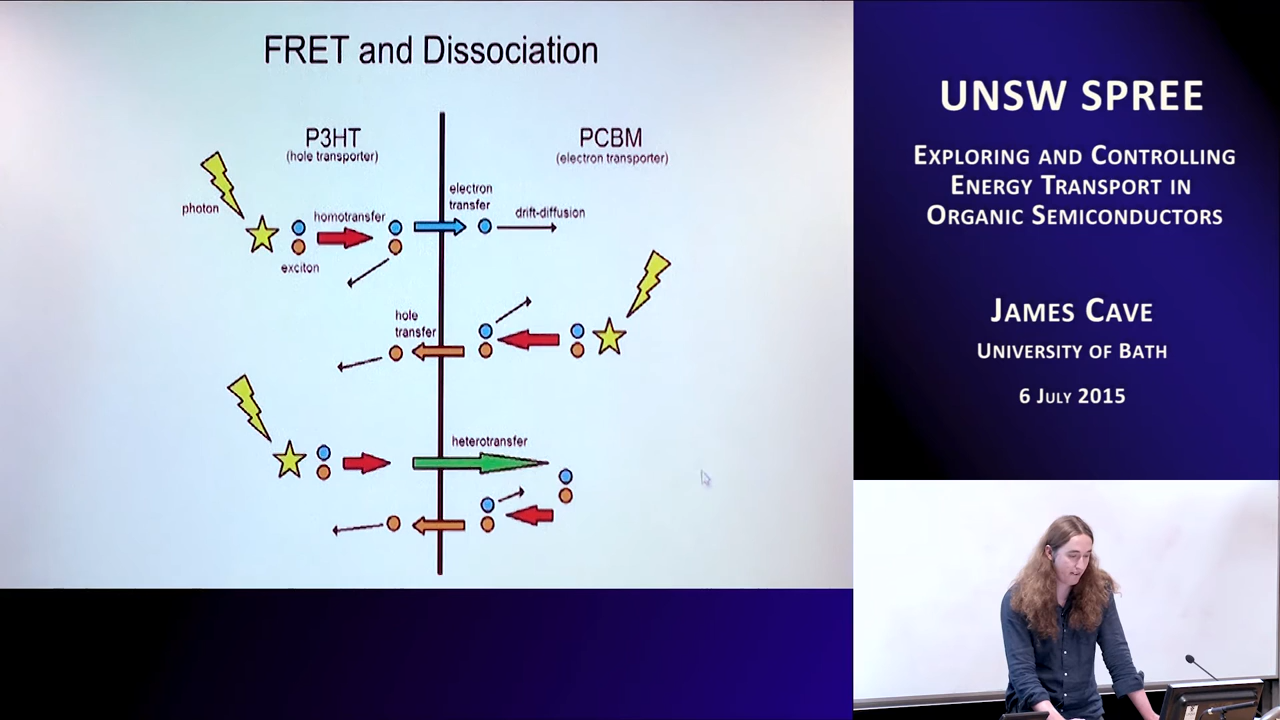 FRET and Dissociation
P3HT
(hole transporter)
PCBM
(electron transporter)
photon
homotransfer
exciton
electron
transfer
drift-diffusion
hole
transfer
heterotransfer
UNSW SPREE
Exploring and Controlling
Energy Transport in
Organic Semiconductors
James Cave
University of Bath
6 July 2015